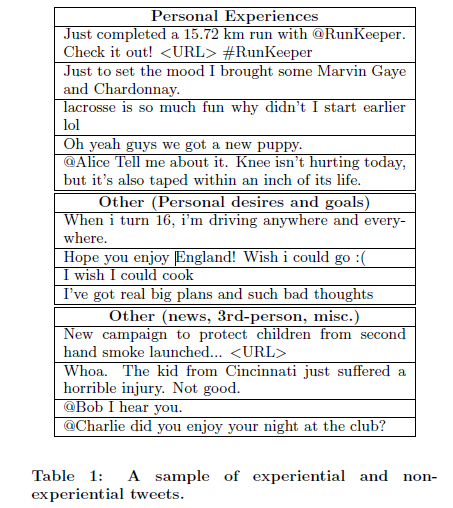 Personal Experiences
Just completed a 15.72 km run with @RunKeeper.
Check it out! <URL> #RunKeeper
Just to set the mood I brought some Marvin Gaye
and Chardonnay.
lacrosse is so much fun why didn't I start earlier
lol
Oh yeah guys we got a new puppy.
@Alice Tell me about it. Knee isn't hurting today,
but it's also taped within an inch of its life.
Other (Personal desires and goals)
When i turn 16, i'm driving anywhere and every-
where.
Hope you enjoy England! Wish i could go :(
I wish I could cook
I've got real big plans and such bad thoughts
Other (news, 3rd-person, misc.)
New campaign to protect children from second
hand smoke launched... <URL>
Whoa. The kid from Cincinnati just suffered a
horrible injury. Not good.
@Bob I hear you.
@Charlie did you enjoy your night at the club?
Table 1: A sample of experiential and non-
experiential tweets.